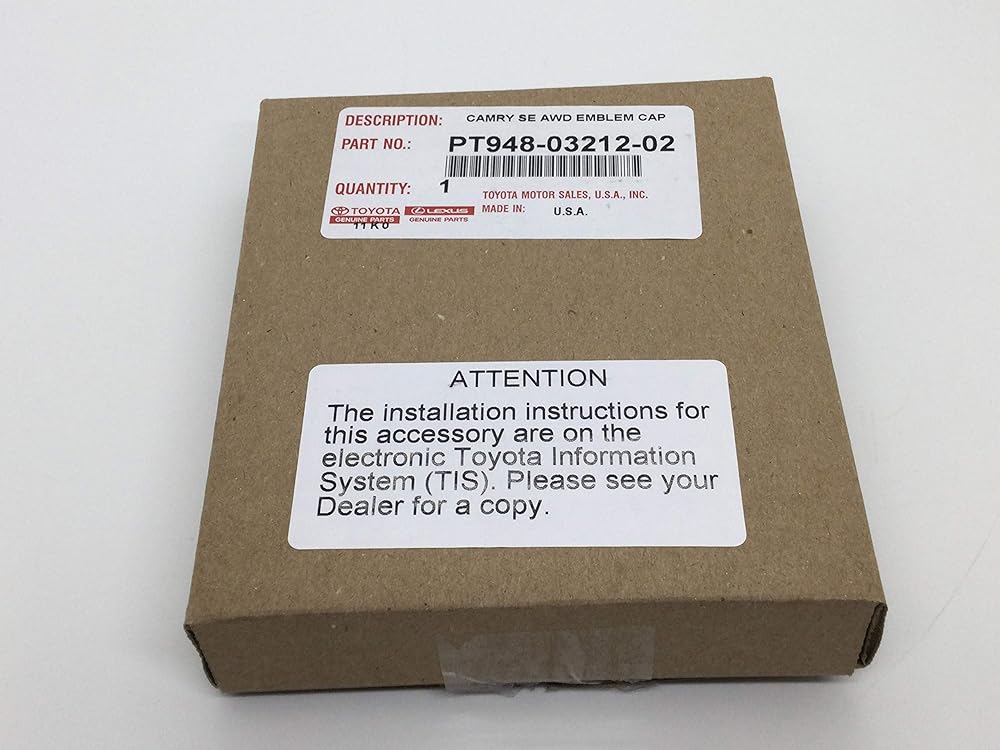 DESCRIPTION: CAMRY SE AWD EMBLEM CAP
PART NO.: PT948-03212-02
QUANTITY: 1 TOYOTA MOTOR SALES, U.S.A., INC.
TOYOTA LEXUS MADE IN: U.S.A.
GENUINE PARTS GENUINE PARTS
11K0
ATTENTION
The installation instructions for
this accessory are on the
electronic Toyota Information
System (TIS). Please see your
Dealer for a copy.